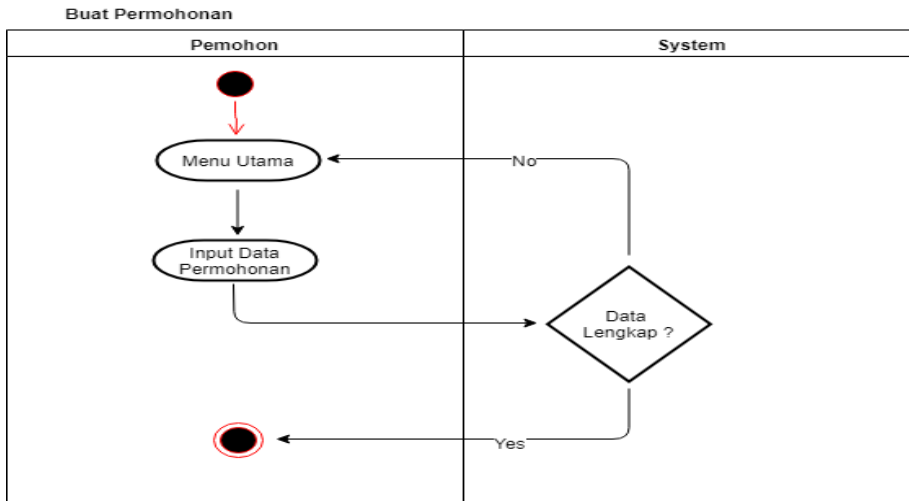 Buat Permohonan
Pemohon
System
Menu Utama
No
Input Data
Permohonan
Data
Lengkap ?
Yes